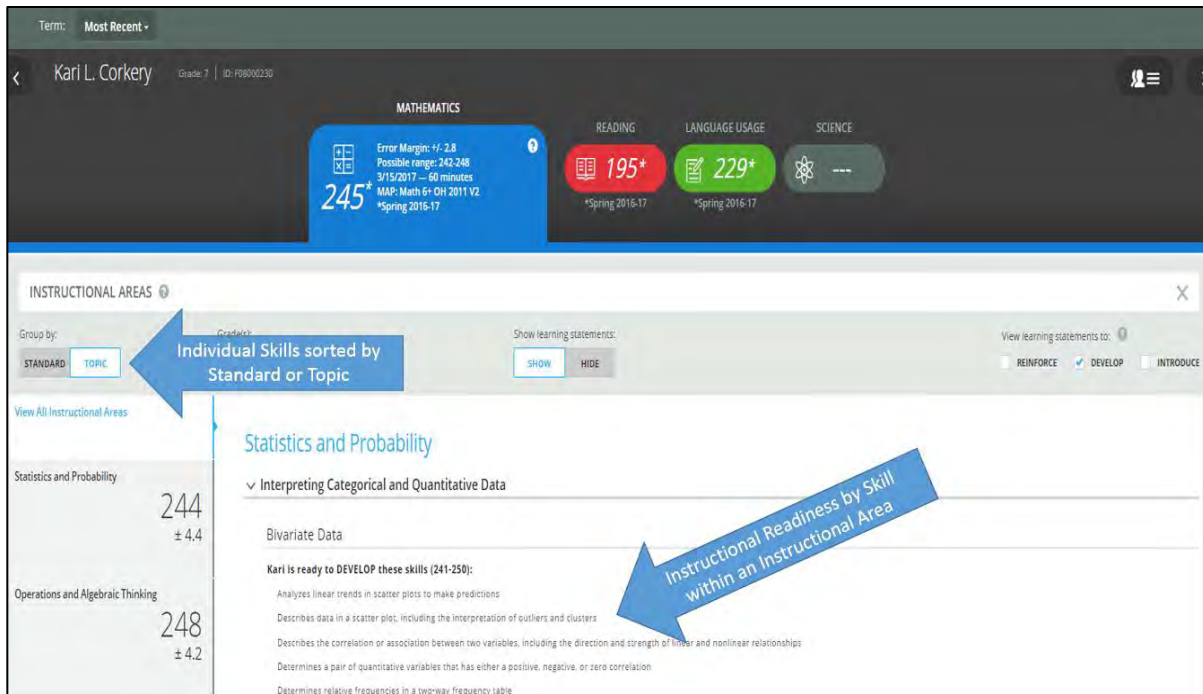 Term: Most Recent
Kari L. Corkery Grade: 7 | ID: F08000230
MATHEMATICS
READING LANGUAGE USAGE SCIENCE
245*
Error Margin: +/- 2.8
Possible range: 242-248
3/15/2017 — 60 minutes
MAP: Math 6+ OH 2011 V2
*Spring 2016-17
195*
229*
---
*Spring 2016-17
*Spring 2016-17
INSTRUCTIONAL AREAS
Group by:
STANDARD TOPIC
Grade(s):
Individual Skills sorted by
Standard or Topic
Show learning statements:
SHOW HIDE
View learning statements to:
REINFORCE DEVELOP INTRODUCE
View All Instructional Areas
Statistics and Probability
244
± 4.4
Operations and Algebraic Thinking
248
± 4.2
Statistics and Probability
Interpreting Categorical and Quantitative Data
Bivariate Data
Kari is ready to DEVELOP these skills (241-250):
Analyzes linear trends in scatter plots to make predictions
Describes data in a scatter plot, including the interpretation of outliers and clusters
Describes the correlation or association between two variables, including the direction and strength of linear and nonlinear relationships
Determines a pair of quantitative variables that has either a positive, negative, or zero correlation
Determines relative frequencies in a two-way frequency table
Instructional Readiness by Skill
within an Instructional Area